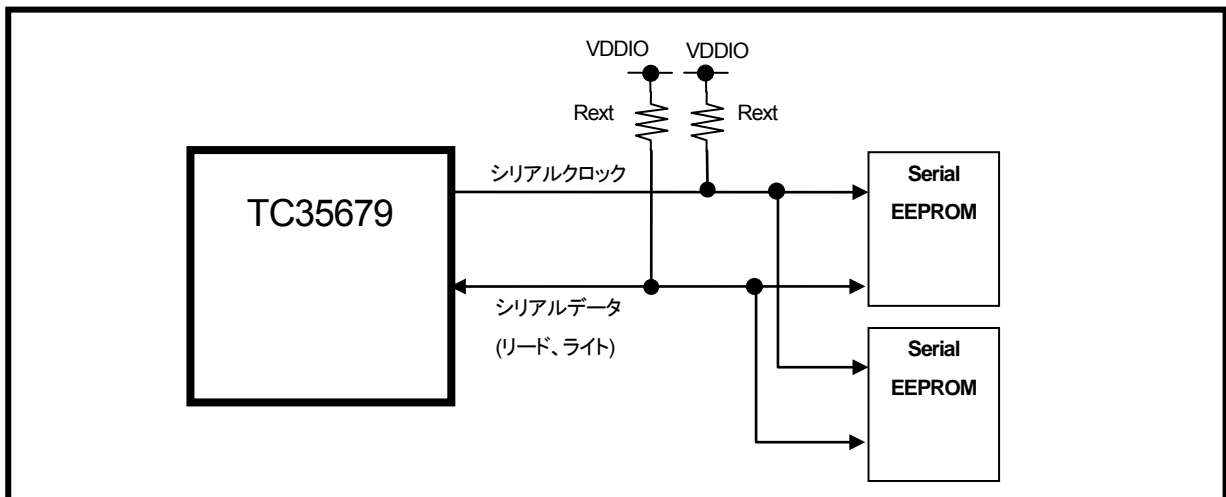 VDDIO VDDIO
Rext Rext
シリアルクロック
TC35679
シリアルデータ
(リード、ライト)
Serial
EEPROM
Serial
EEPROM